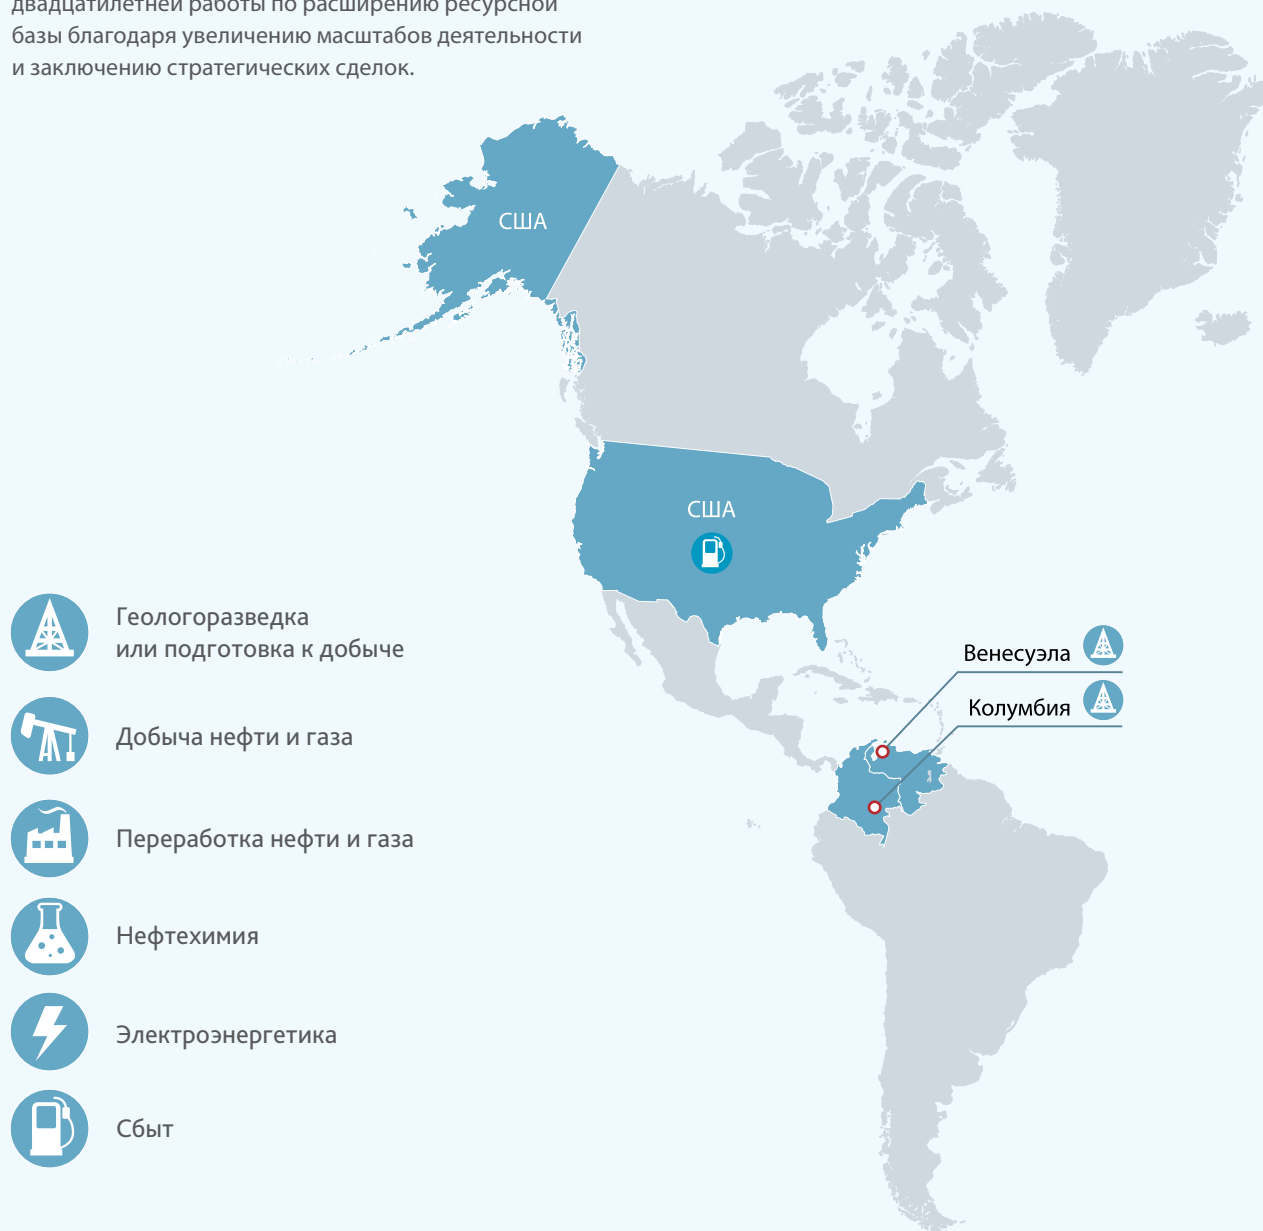 двадцатилетней работы по расширению ресурсной
базы благодаря увеличению масштабов деятельности
и заключению стратегических сделок.
США
США
Геологоразведка
или подготовка к добыче
Венесуэла
Колумбия
Добыча нефти и газа
Переработка нефти и газа
Нефтехимия
Электроэнергетика
Сбыт